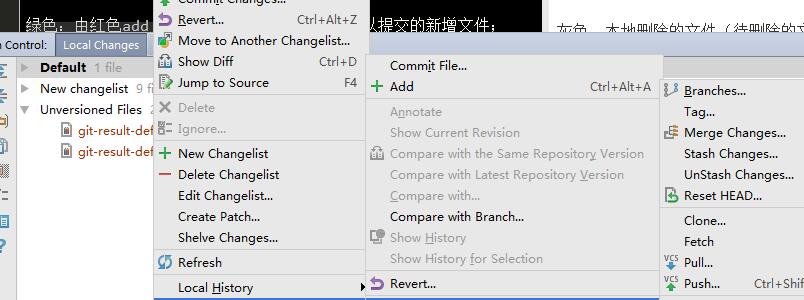 Commit Changes...
绿色：由红色add
以提交的新增文件；
灰色 本地删除的文件（待删除的文
Control:
Local Changes
Default 1 file
New changelist 9 fi
Unversioned Files 2
git-result-def
git-result-def
Revert... Ctrl+Alt+Z
Move to Another Changelist...
Show Diff Ctrl+D
Jump to Source F4
Delete
Ignore...
New Changelist
Delete Changelist
Edit Changelist...
Create Patch...
Shelve Changes...
Refresh
Local History
Commit File...
Add Ctrl+Alt+A
Annotate
Show Current Revision
Compare with the Same Repository Version
Compare with Latest Repository Version
Compare with...
Compare with Branch...
Show History
Show History for Selection
Revert...
Branches...
Tag...
Merge Changes...
Stash Changes...
UnStash Changes...
Reset HEAD...
Clone...
Fetch
VCS Pull...
VCS Push... Ctrl+Shif